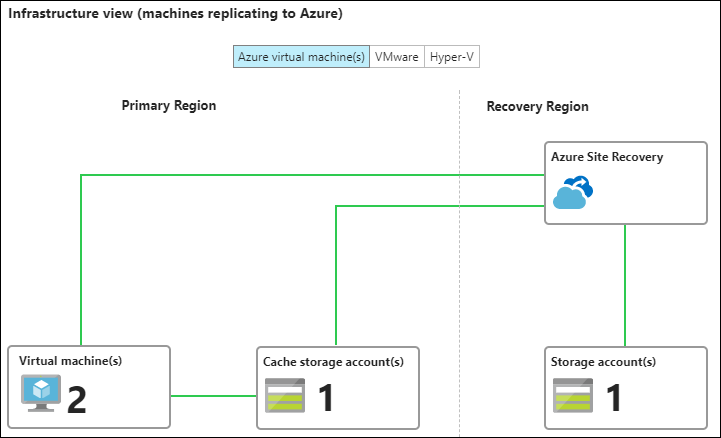 Infrastructure view (machines replicating to Azure)
Azure virtual machine(s) VMware Hyper-V
Primary Region
Recovery Region
Azure Site Recovery
Virtual machine(s)
2
Cache storage account(s)
1
Storage account(s)
1